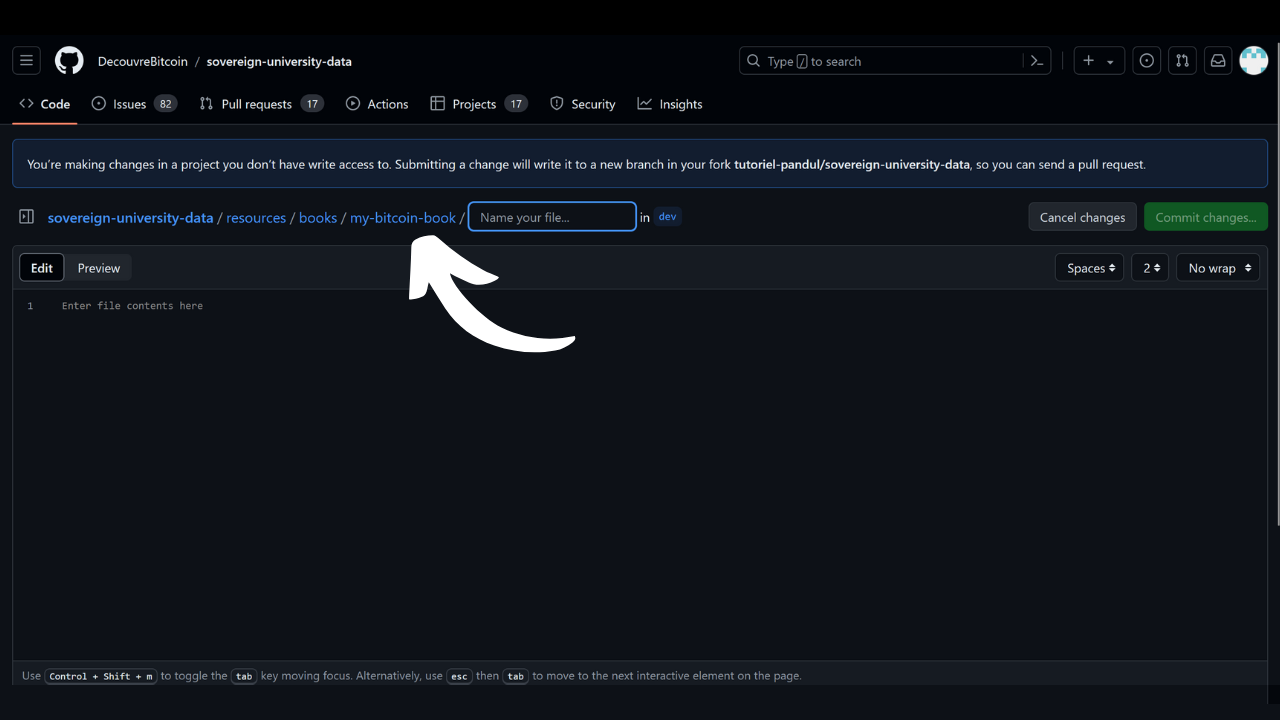 DecouvreBitcoin / sovereign-university-data
Type / to search
Code Issues 82 Pull requests 17 Actions Projects 17 Security Insights
You're making changes in a project you don't have write access to. Submitting a change will write it to a new branch in your fork tutoriel-pandul/sovereign-university-data, so you can send a pull request.
sovereign-university-data / resources / books / my-bitcoin-book / Name your file... in dev Cancel changes Commit changes...
Edit Preview Spaces 2 No wrap
1 Enter file contents here
Use Control + Shift + m to toggle the tab key moving focus. Alternatively, use esc then tab to move to the next interactive element on the page.